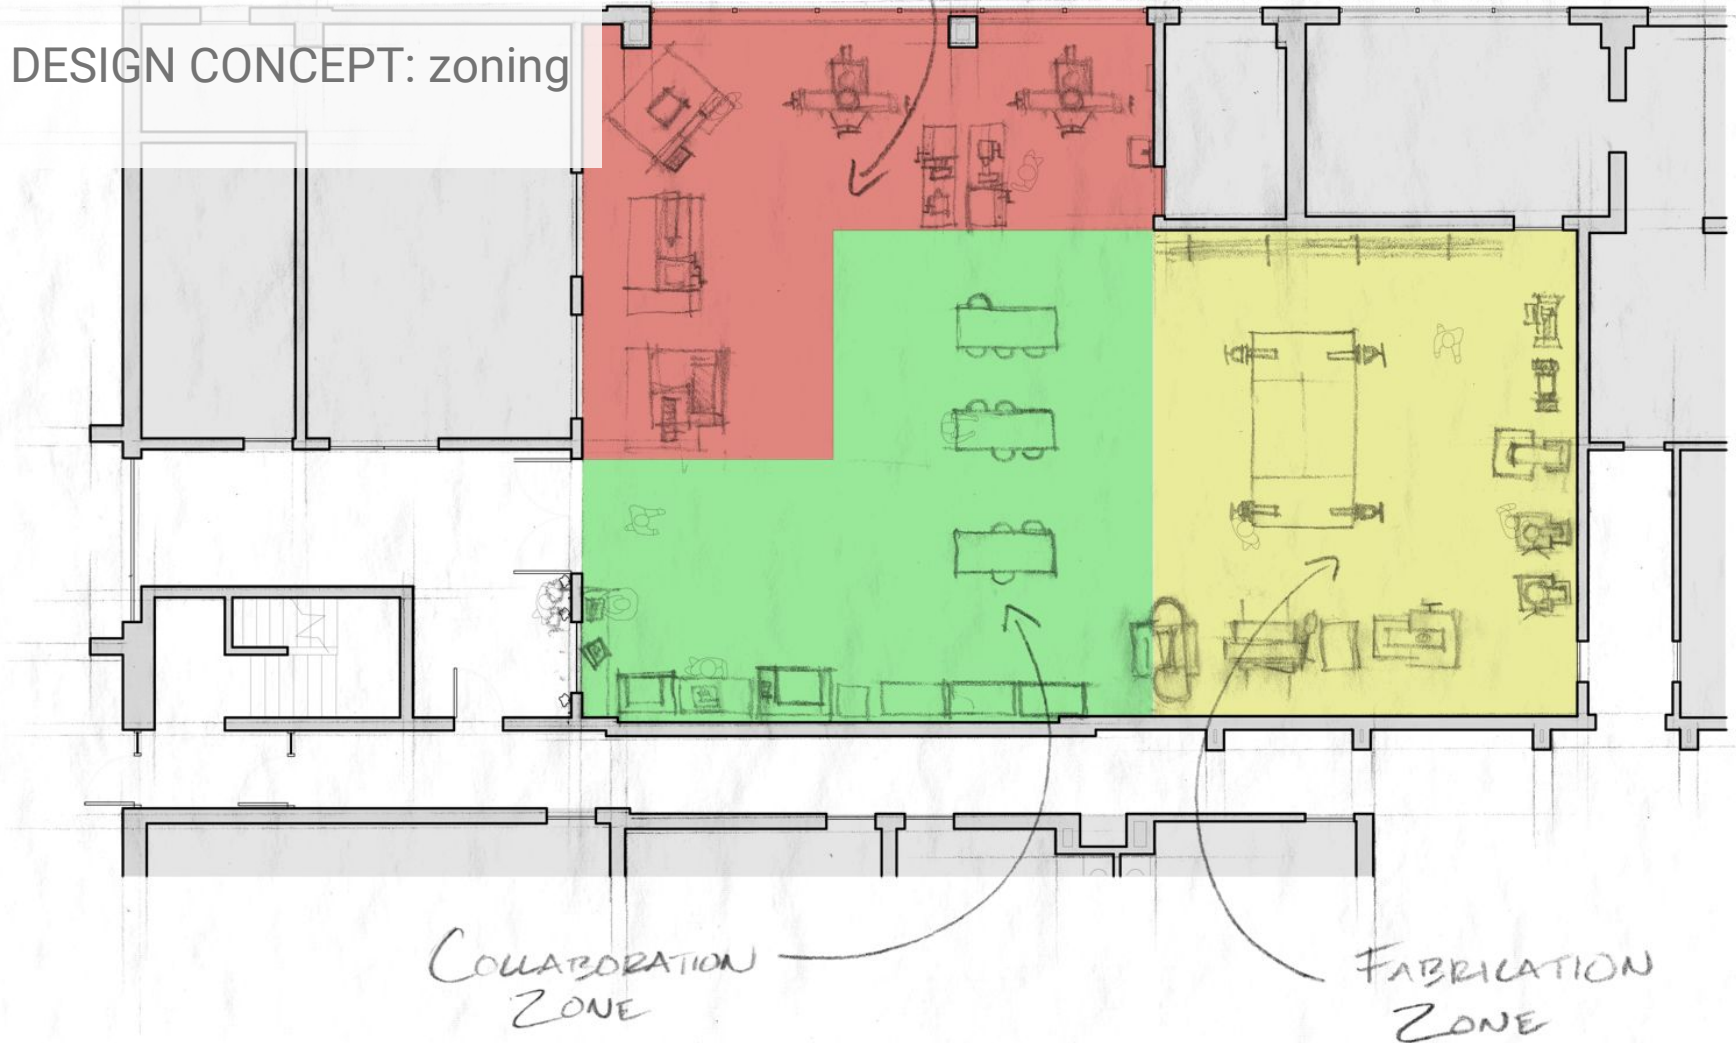 DESIGN CONCEPT: zoning
COLLABORATION
ZONE
FABRICATION
ZONE